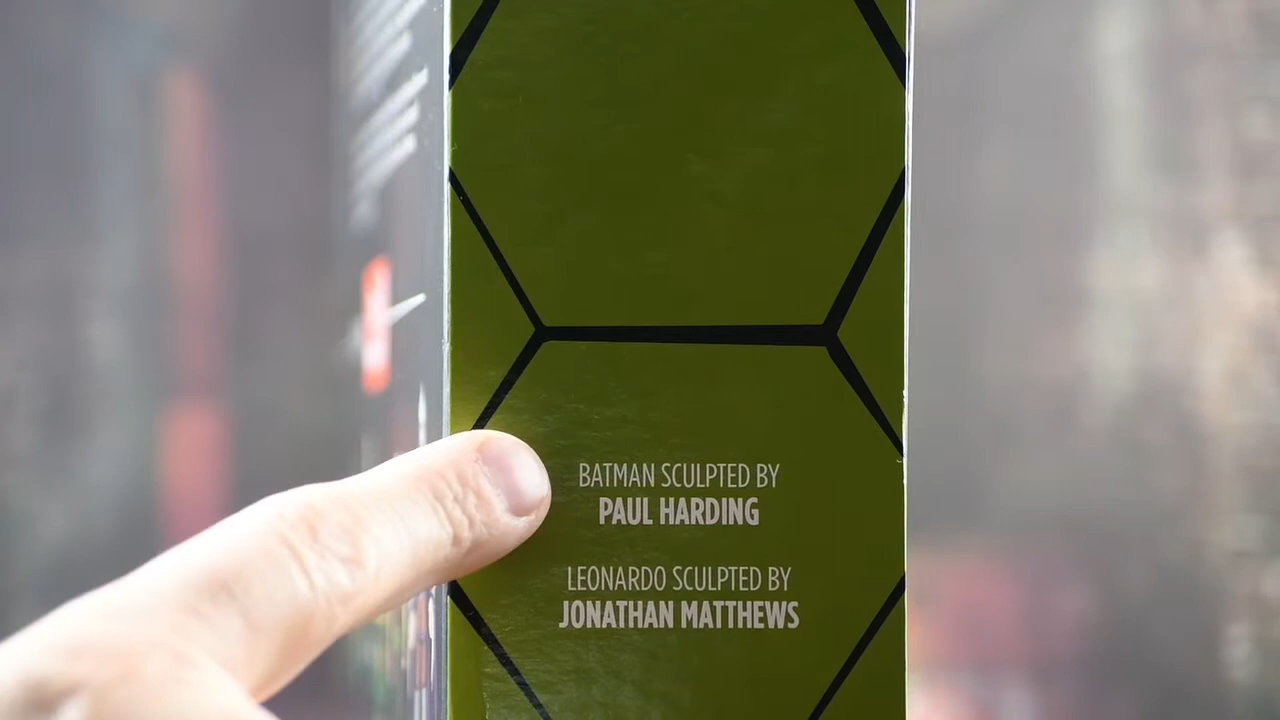 BATMAN SCULPTED BY
PAUL HARDING
LEONARDO SCULPTED BY
JONATHAN MATTHEWS